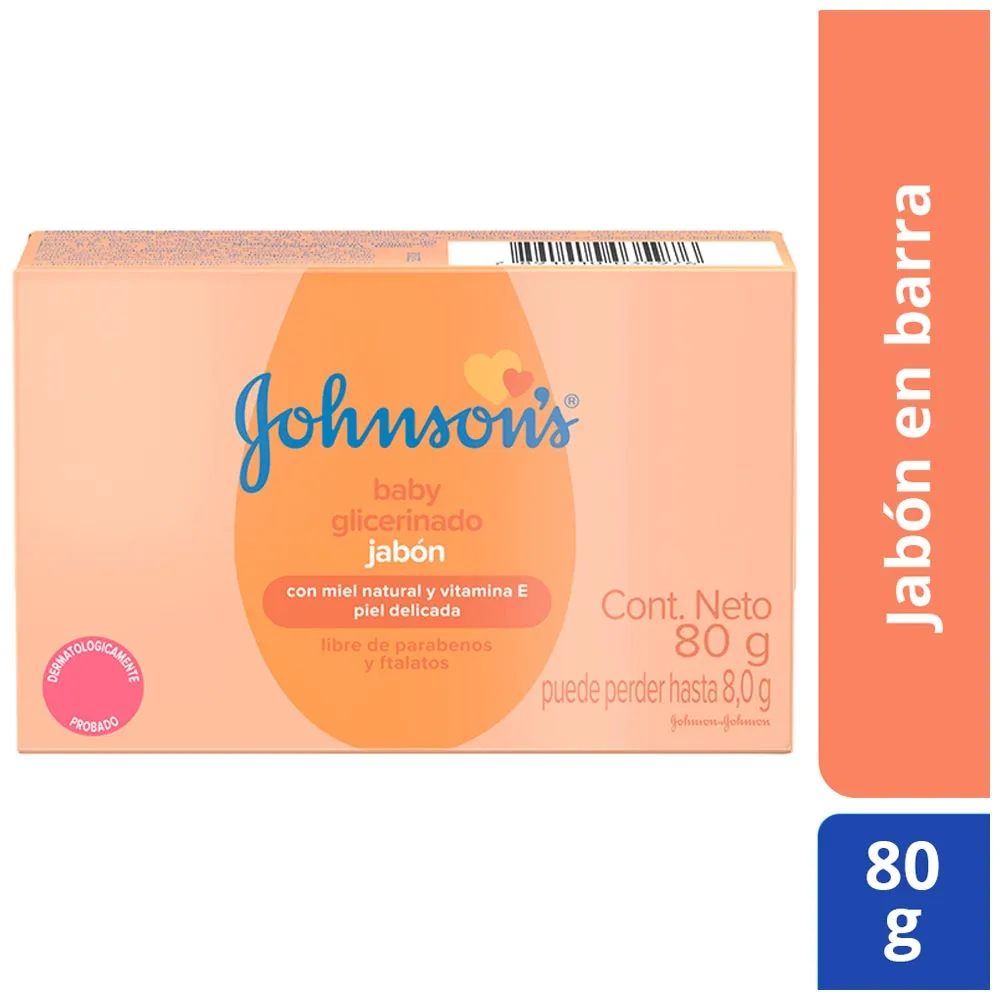 Johnson's®
baby
glicerinado
jabón
con miel natural y vitamina E
piel delicada
libre de parabenos
y ftalatos
DERMATOLOGICAMENTE
PROBADO
Cont. Neto
80 g
puede perder hasta 8,0 g
Johnson+Johnson
Jabón en barra
80
g